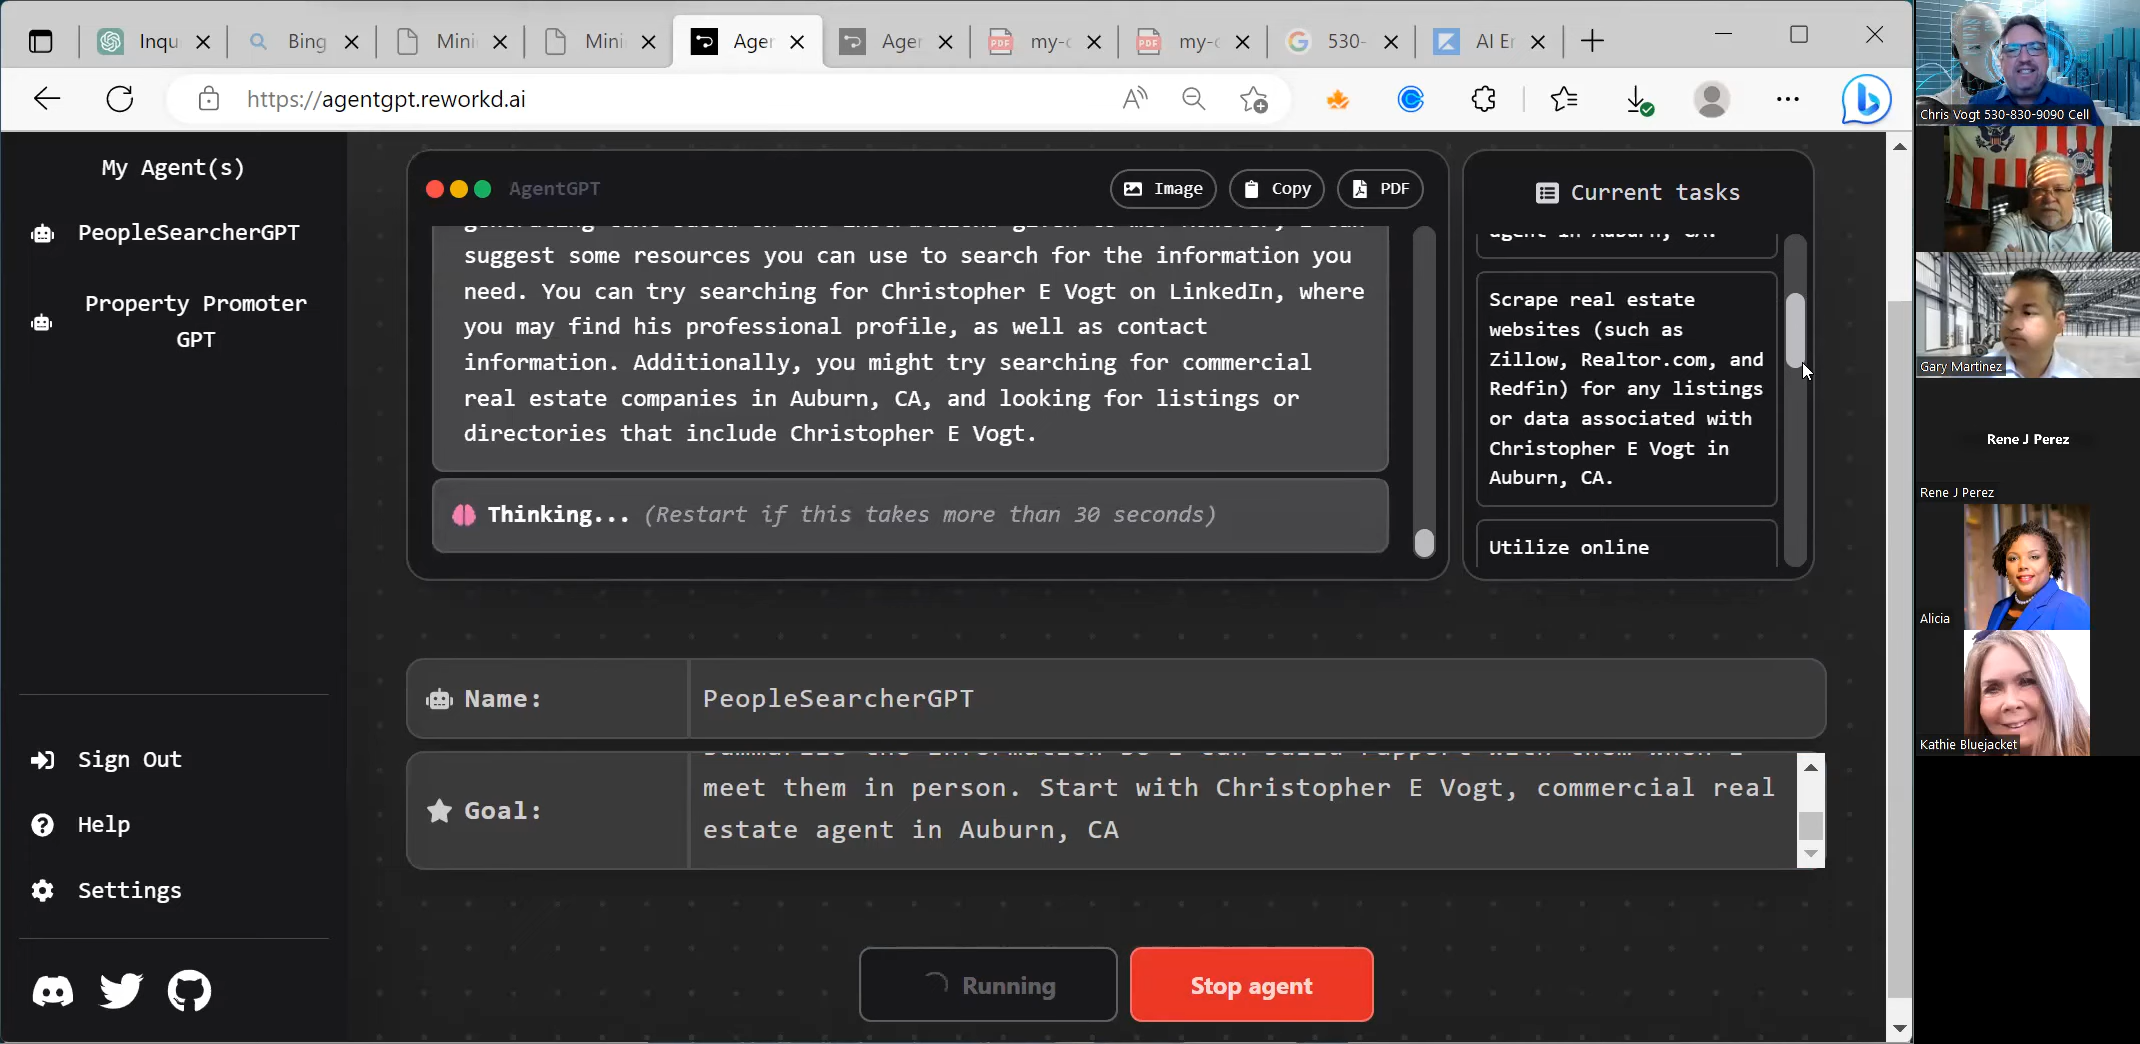 Inqu
Bing
Mini
Mini
Ager
Ager
my-c
my-c
530-
AI Er
https://agentgpt.reworkd.ai
My Agent(s)
PeopleSearcherGPT
Property Promoter
GPT
Sign Out
Help
Settings
AgentGPT
Image
Copy
PDF
suggest some resources you can use to search for the information you
need. You can try searching for Christopher E Vogt on LinkedIn, where
you may find his professional profile, as well as contact
information. Additionally, you might try searching for commercial
real estate companies in Auburn, CA, and looking for listings or
directories that include Christopher E Vogt.
Thinking... (Restart if this takes more than 30 seconds)
Current tasks
agent in Auburn, CA.
Scrape real estate
websites (such as
Zillow, Realtor.com, and
Redfin) for any listings
or data associated with
Christopher E Vogt in
Auburn, CA.
Utilize online
Name:
PeopleSearcherGPT
Goal:
meet them in person. Start with Christopher E Vogt, commercial real
estate agent in Auburn, CA
Running
Stop agent
Chris Vogt 530-830-9090 Cell
Gary Martinez
Rene J Perez
Rene J Perez
Alicia
Kathie Bluejacket